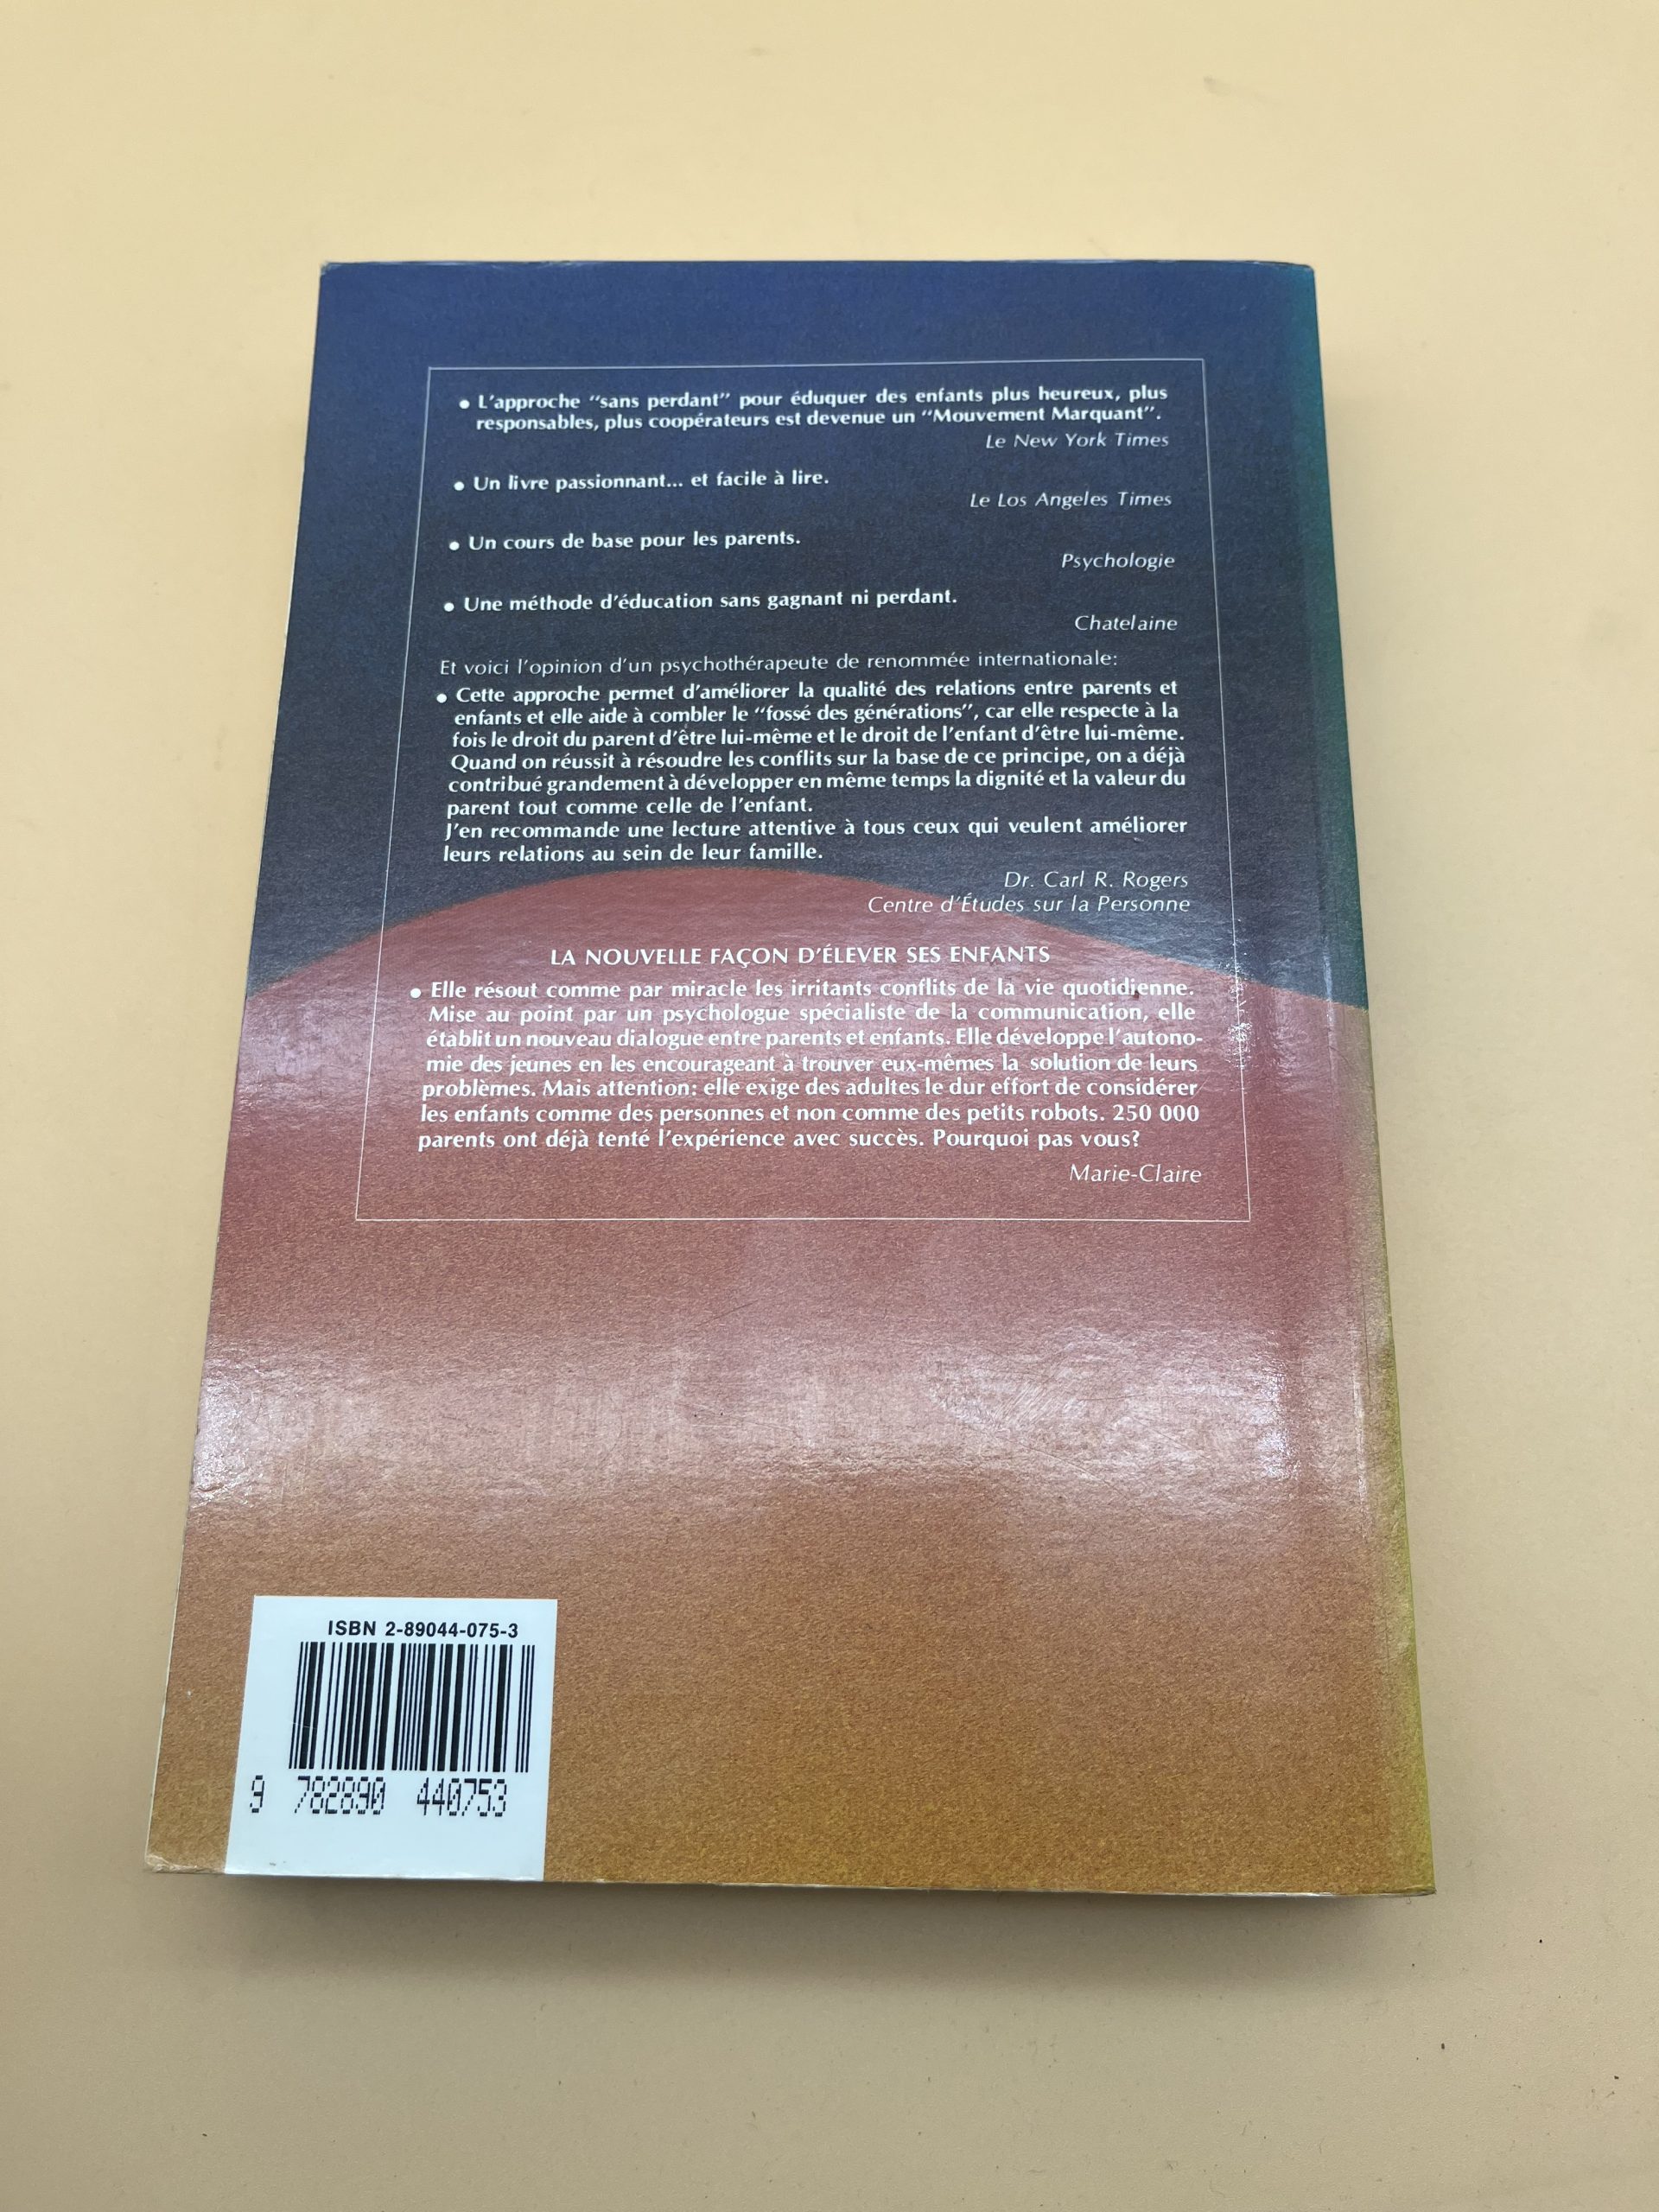 • L'approche "sans perdant" pour éduquer des enfants plus heureux, plus
responsables, plus coopérateurs est devenue un "Mouvement Marquant".
Le New York Times
• Un livre passionnant... et facile à lire.
Le Los Angeles Times
• Un cours de base pour les parents.
Psychologie
• Une méthode d'éducation sans gagnant ni perdant.
Chatelaine
Et voici l'opinion d'un psychothérapeute de renommée internationale:
• Cette approche permet d'améliorer la qualité des relations entre parents et
enfants et elle aide à combler le "fossé des générations", car elle respecte à la
fois le droit du parent d'être lui-même et le droit de l'enfant d'être lui-même.
Quand on réussit à résoudre les conflits sur la base de ce principe, on a déjà
contribué grandement à développer en même temps la dignité et la valeur du
parent tout comme celle de l'enfant.
J'en recommande une lecture attentive à tous ceux qui veulent améliorer
leurs relations au sein de leur famille.
Dr. Carl R. Rogers
Centre d'Études sur la Personne
LA NOUVELLE FAÇON D'ÉLEVER SES ENFANTS
• Elle résout comme par miracle les irritants conflits de la vie quotidienne.
Mise au point par un psychologue spécialiste de la communication, elle
établit un nouveau dialogue entre parents et enfants. Elle développe l'autono-
mie des jeunes en les encourageant à trouver eux-mêmes la solution de leurs
problèmes. Mais attention: elle exige des adultes le dur effort de considérer
les enfants comme des personnes et non comme des petits robots. 250 000
parents ont déjà tenté l'expérience avec succès. Pourquoi pas vous?
Marie-Claire
ISBN 2-89044-075-3
9 782890 440753